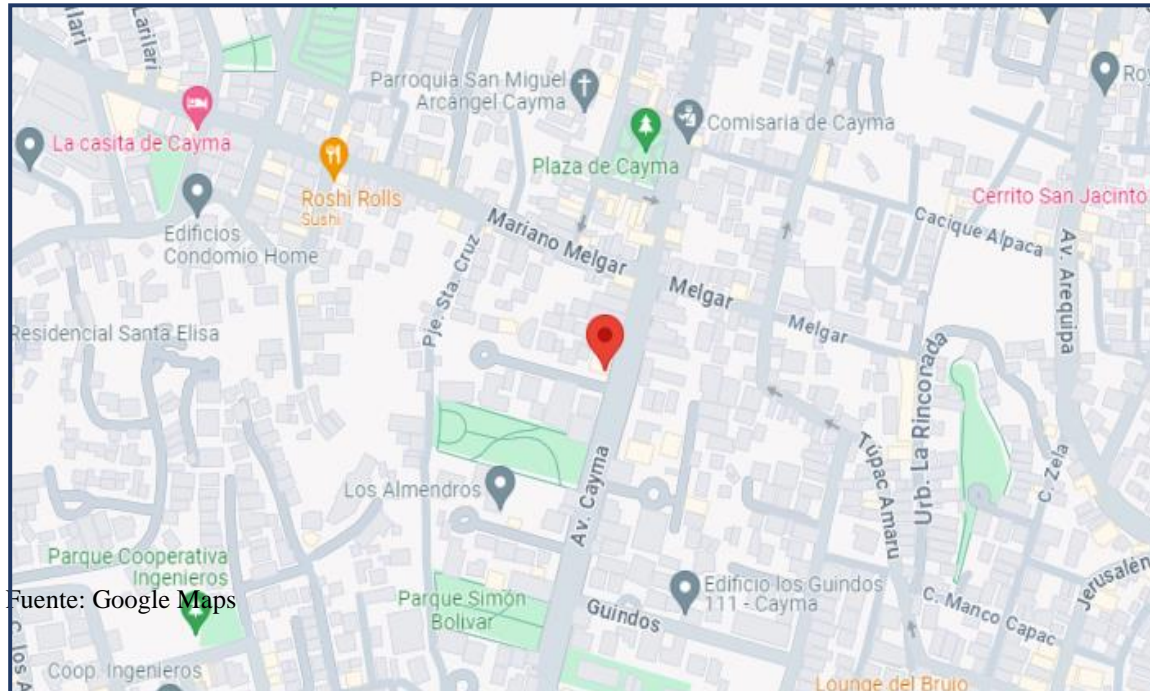 Larilari
La casita de Cayma
Roshi Rolls
Sushi
Edificios
Condomio Home
Residencial Santa Elisa
Parroquia San Miguel
Arcángel Cayma
Plaza de Cayma
Comisaria de Cayma
Mariano Melgar
Melgar
Melgar
Cacique Alpaca
Cerrito San Jacinto
Av. Arequipa
Pje. Sta. Cruz
Urb. La Rinconada
Túpac Amaru
C. Zela
Los Almendros
Av. Cayma
Parque Cooperativa
Ingenieros
Fuente: Google Maps
Parque Simón
Bolivar
Edificio los Guindos
111 - Cayma
Guindos
C. Manco Capac
Jerusalén
Coop. Ingenieros
Lounge del Brujo